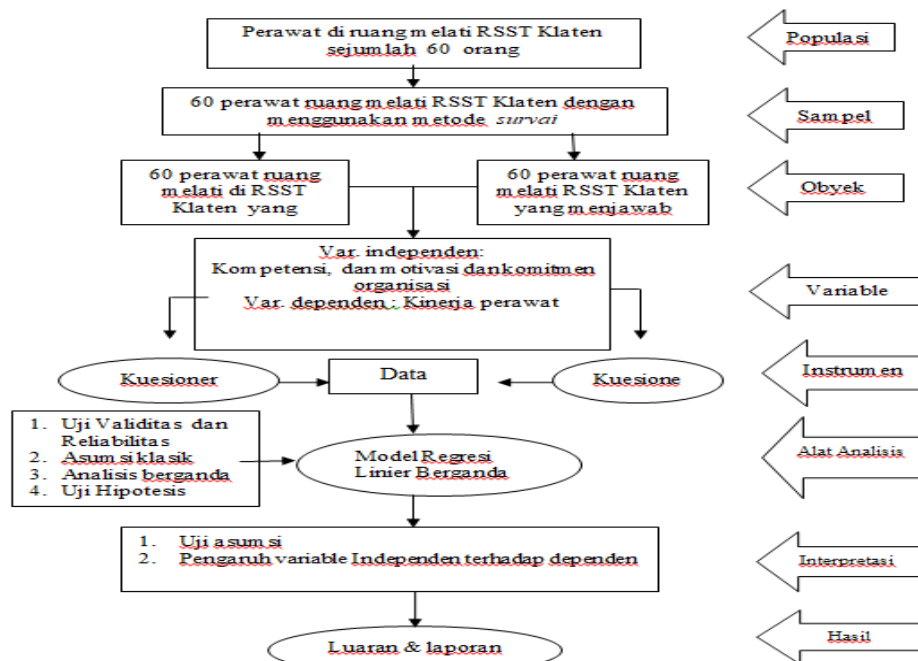 Perawat di ruang melati RSST Klaten
sejumlah 60 orang
Populasi
60 perawat ruang melati RSST Klaten dengan
menggunakan metode survai
Sampel
60 perawat ruang
melati di RSST
Klaten yang
60 perawat ruang
melati RSST Klaten
yang menjawab
Obyek
Var. independen:
Kompetensi, dan motivasi dankomitmen
organisasi
Var. dependen : Kinerja perawat
Variable
Kuesioner
Data
Kuesione
Instrumen
1. Uji Validitas dan
Reliabilitas
2. Asumsi klasik
3. Analisis berganda
4. Uji Hipotesis
Model Regresi
Linier Berganda
Alat Analisis
1. Uji asumsi
2. Pengaruh variable Independen terhadap dependen
Interpretasi
Luaran & laporan
Hasil